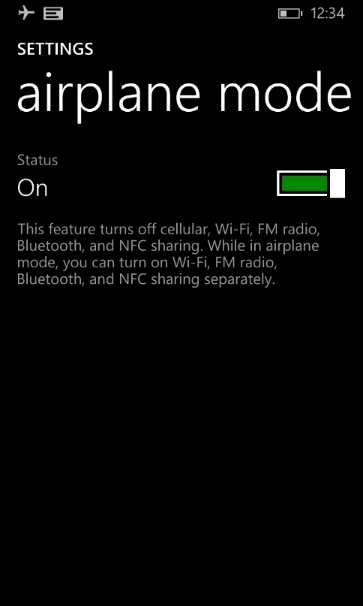 12:34
SETTINGS
airplane mode
Status
On
This feature turns off cellular, Wi-Fi, FM radio,
Bluetooth, and NFC sharing. While in airplane
mode, you can turn on Wi-Fi, FM radio,
Bluetooth, and NFC sharing separately.